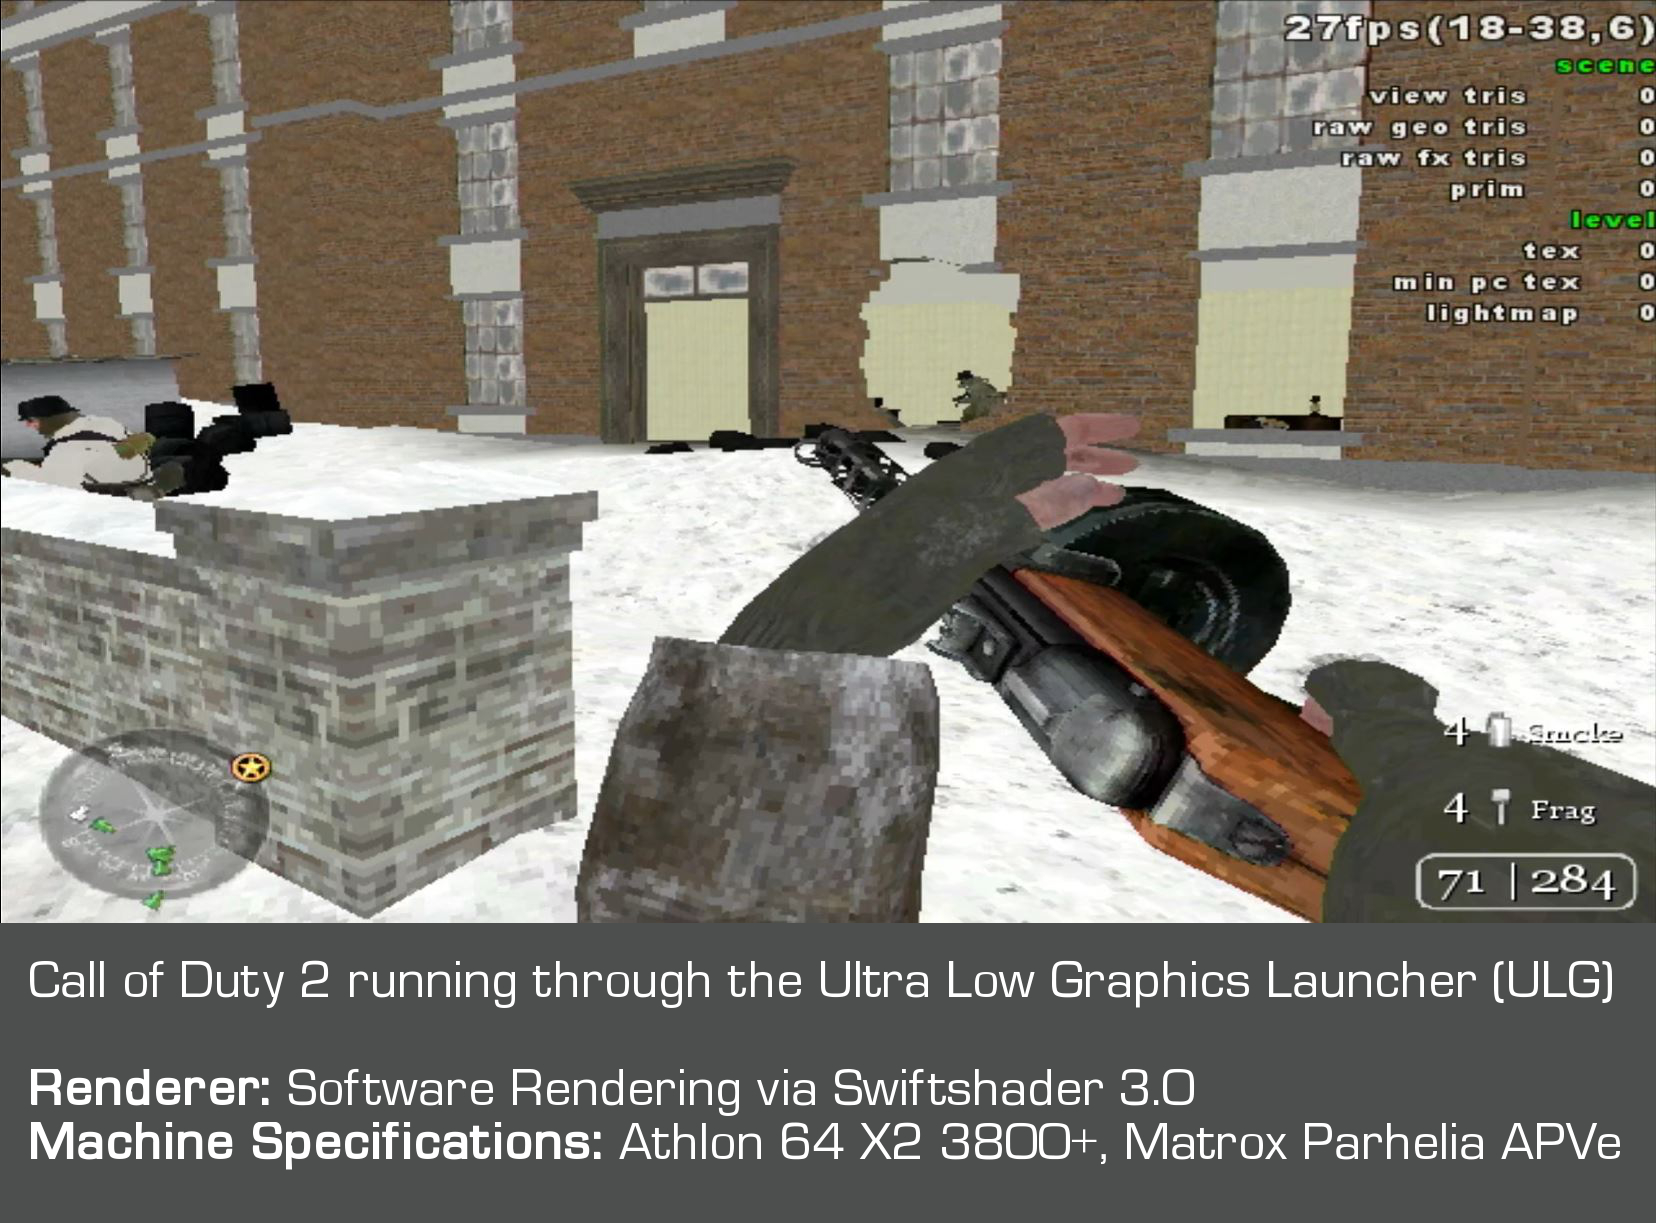 27fps(18-38,6)
scene
view tris 0
raw geo tris 0
raw fx tris 0
prim 0
level
tex 0
min pc tex 0
lightmap 0
4 Smoke
4 Frag
71 | 284
Call of Duty 2 running through the Ultra Low Graphics Launcher (ULG)
Renderer: Software Rendering via Swiftshader 3.0
Machine Specifications: Athlon 64 X2 3800+, Matrox Parhelia APVe